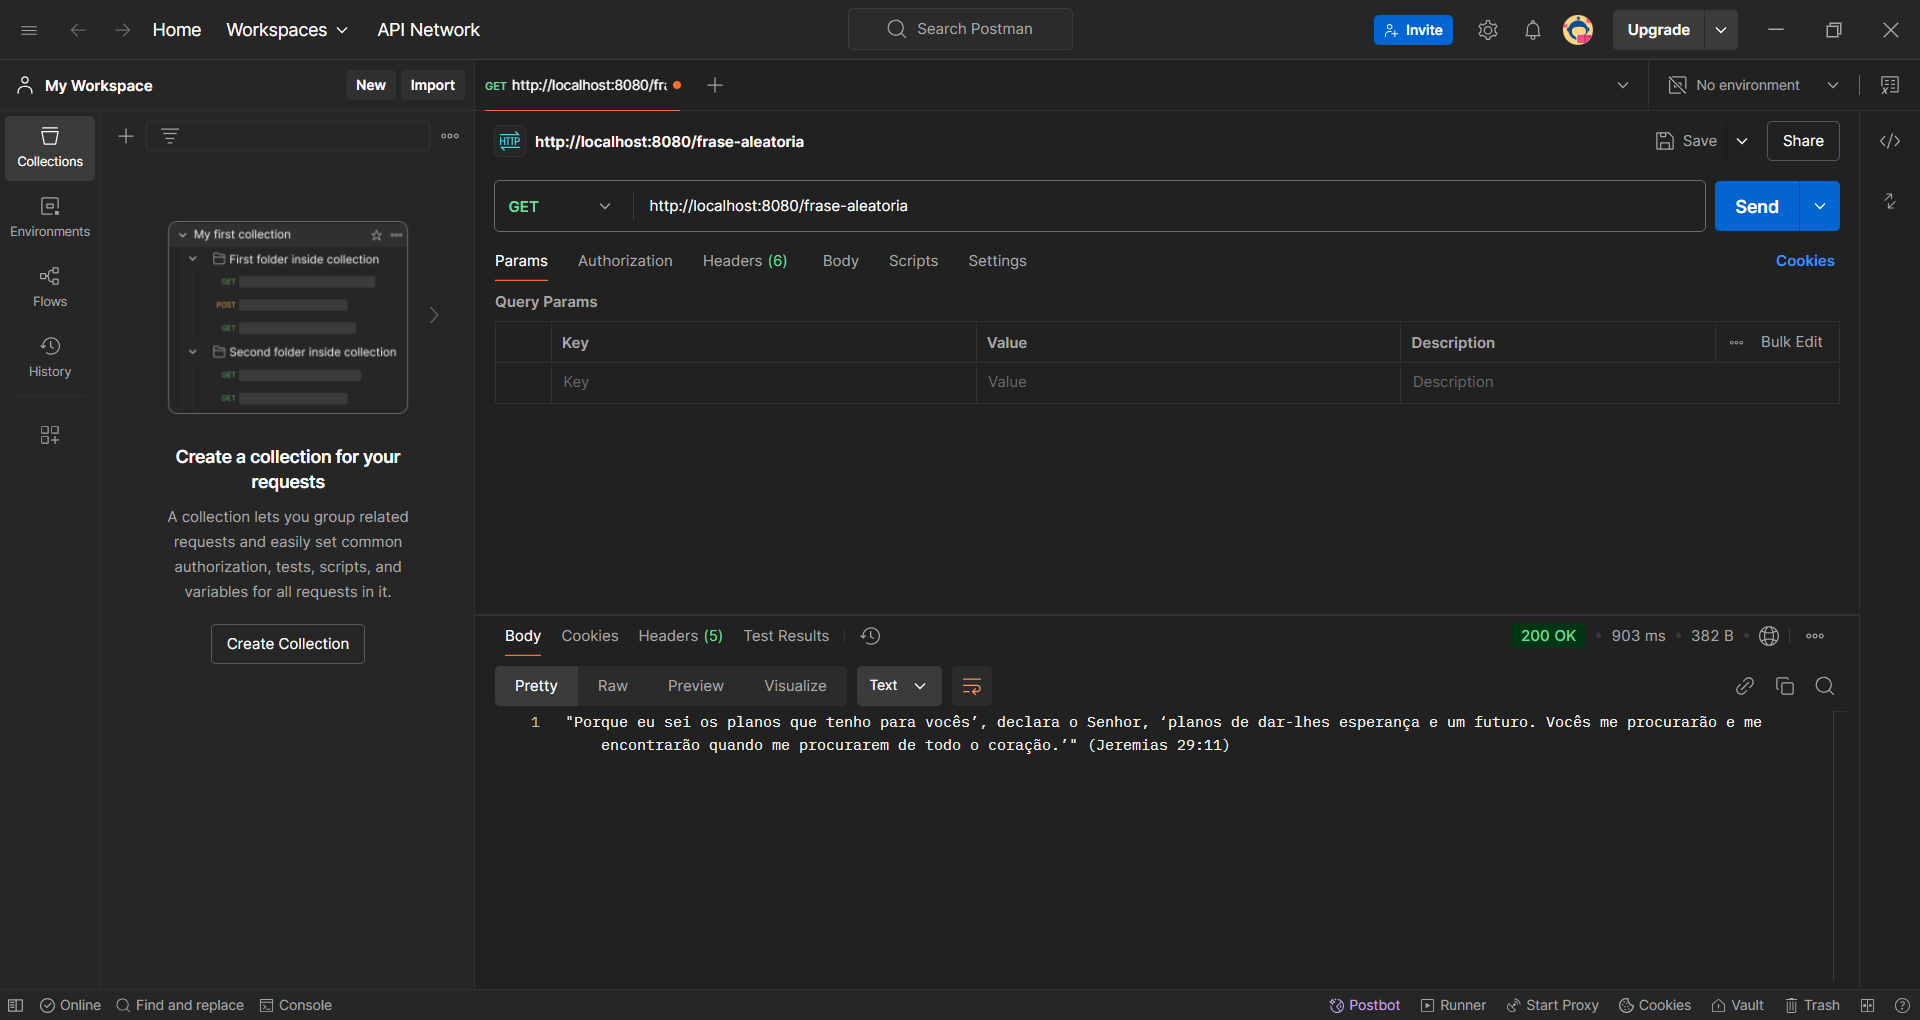 Home Workspaces API Network Search Postman Invite Upgrade
My Workspace New Import GET http://localhost:8080/fra No environment
Collections
Environments
Flows
History
My first collection
First folder inside collection
GET
POST
GET
Second folder inside collection
GET
GET
Create a collection for your
requests
A collection lets you group related
requests and easily set common
authorization, tests, scripts, and
variables for all requests in it.
Create Collection
HTTP http://localhost:8080/frase-aleatoria Save Share
GET http://localhost:8080/frase-aleatoria Send
Params Authorization Headers (6) Body Scripts Settings Cookies
Query Params
Key Value Description Bulk Edit
Key Value Description
Body Cookies Headers (5) Test Results 200 OK • 903 ms • 382 B •
Pretty Raw Preview Visualize Text
1 "Porque eu sei os planos que tenho para vocês’, declara o Senhor, ‘planos de dar-lhes esperança e um futuro. Vocês me procurarão e me
encontrarão quando me procurarem de todo o coração.’" (Jeremias 29:11)
Online Find and replace Console Postbot Runner Start Proxy Cookies Vault Trash